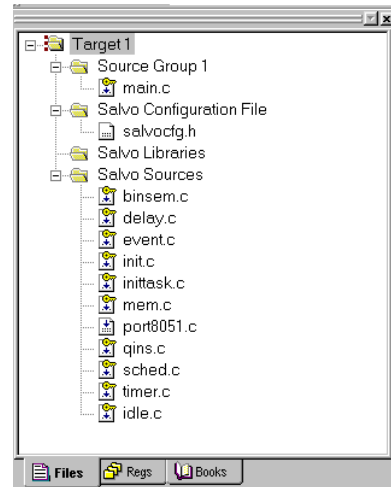 Target 1
Source Group 1
main.c
Salvo Configuration File
salvocfg.h
Salvo Libraries
Salvo Sources
binsem.c
delay.c
event.c
init.c
inittask.c
mem.c
port8051.c
qins.c
sched.c
timer.c
idle.c
Files Regs Books